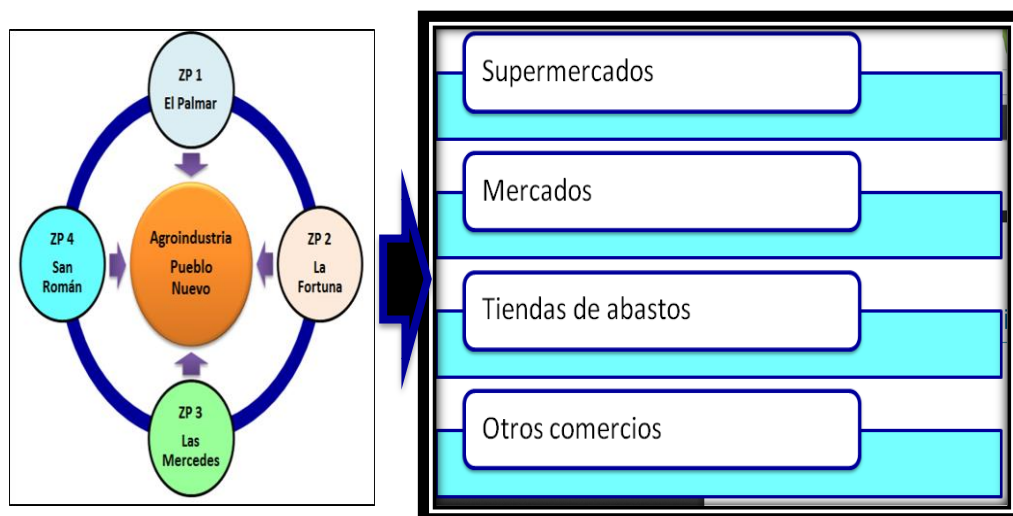 ZP 1
El Palmar
ZP 4
San
Román
Agroindustria
Pueblo
Nuevo
ZP 2
La
Fortuna
ZP 3
Las
Mercedes
Supermercados
Mercados
Tiendas de abastos
Otros comercios